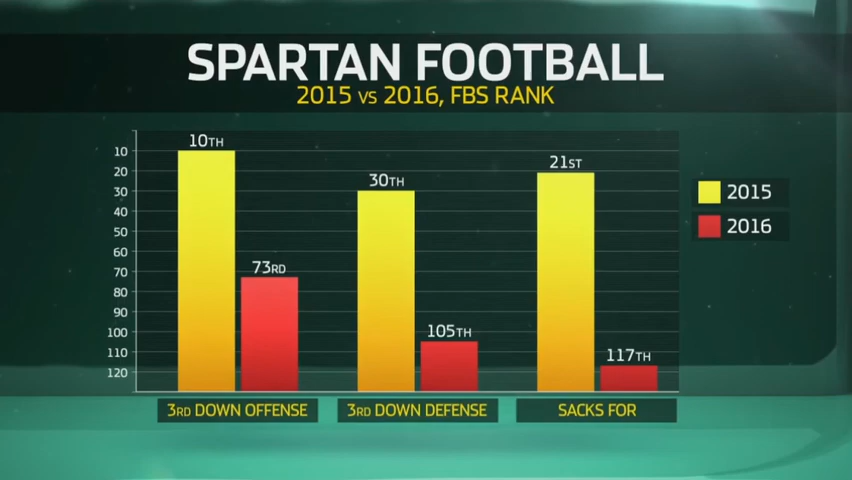 SPARTAN FOOTBALL
2015 VS 2016, FBS RANK
10
20
30
40
50
60
70
80
90
100
110
120
10TH
73RD
30TH
105TH
21ST
117TH
3RD DOWN OFFENSE
3RD DOWN DEFENSE
SACKS FOR
2015
2016